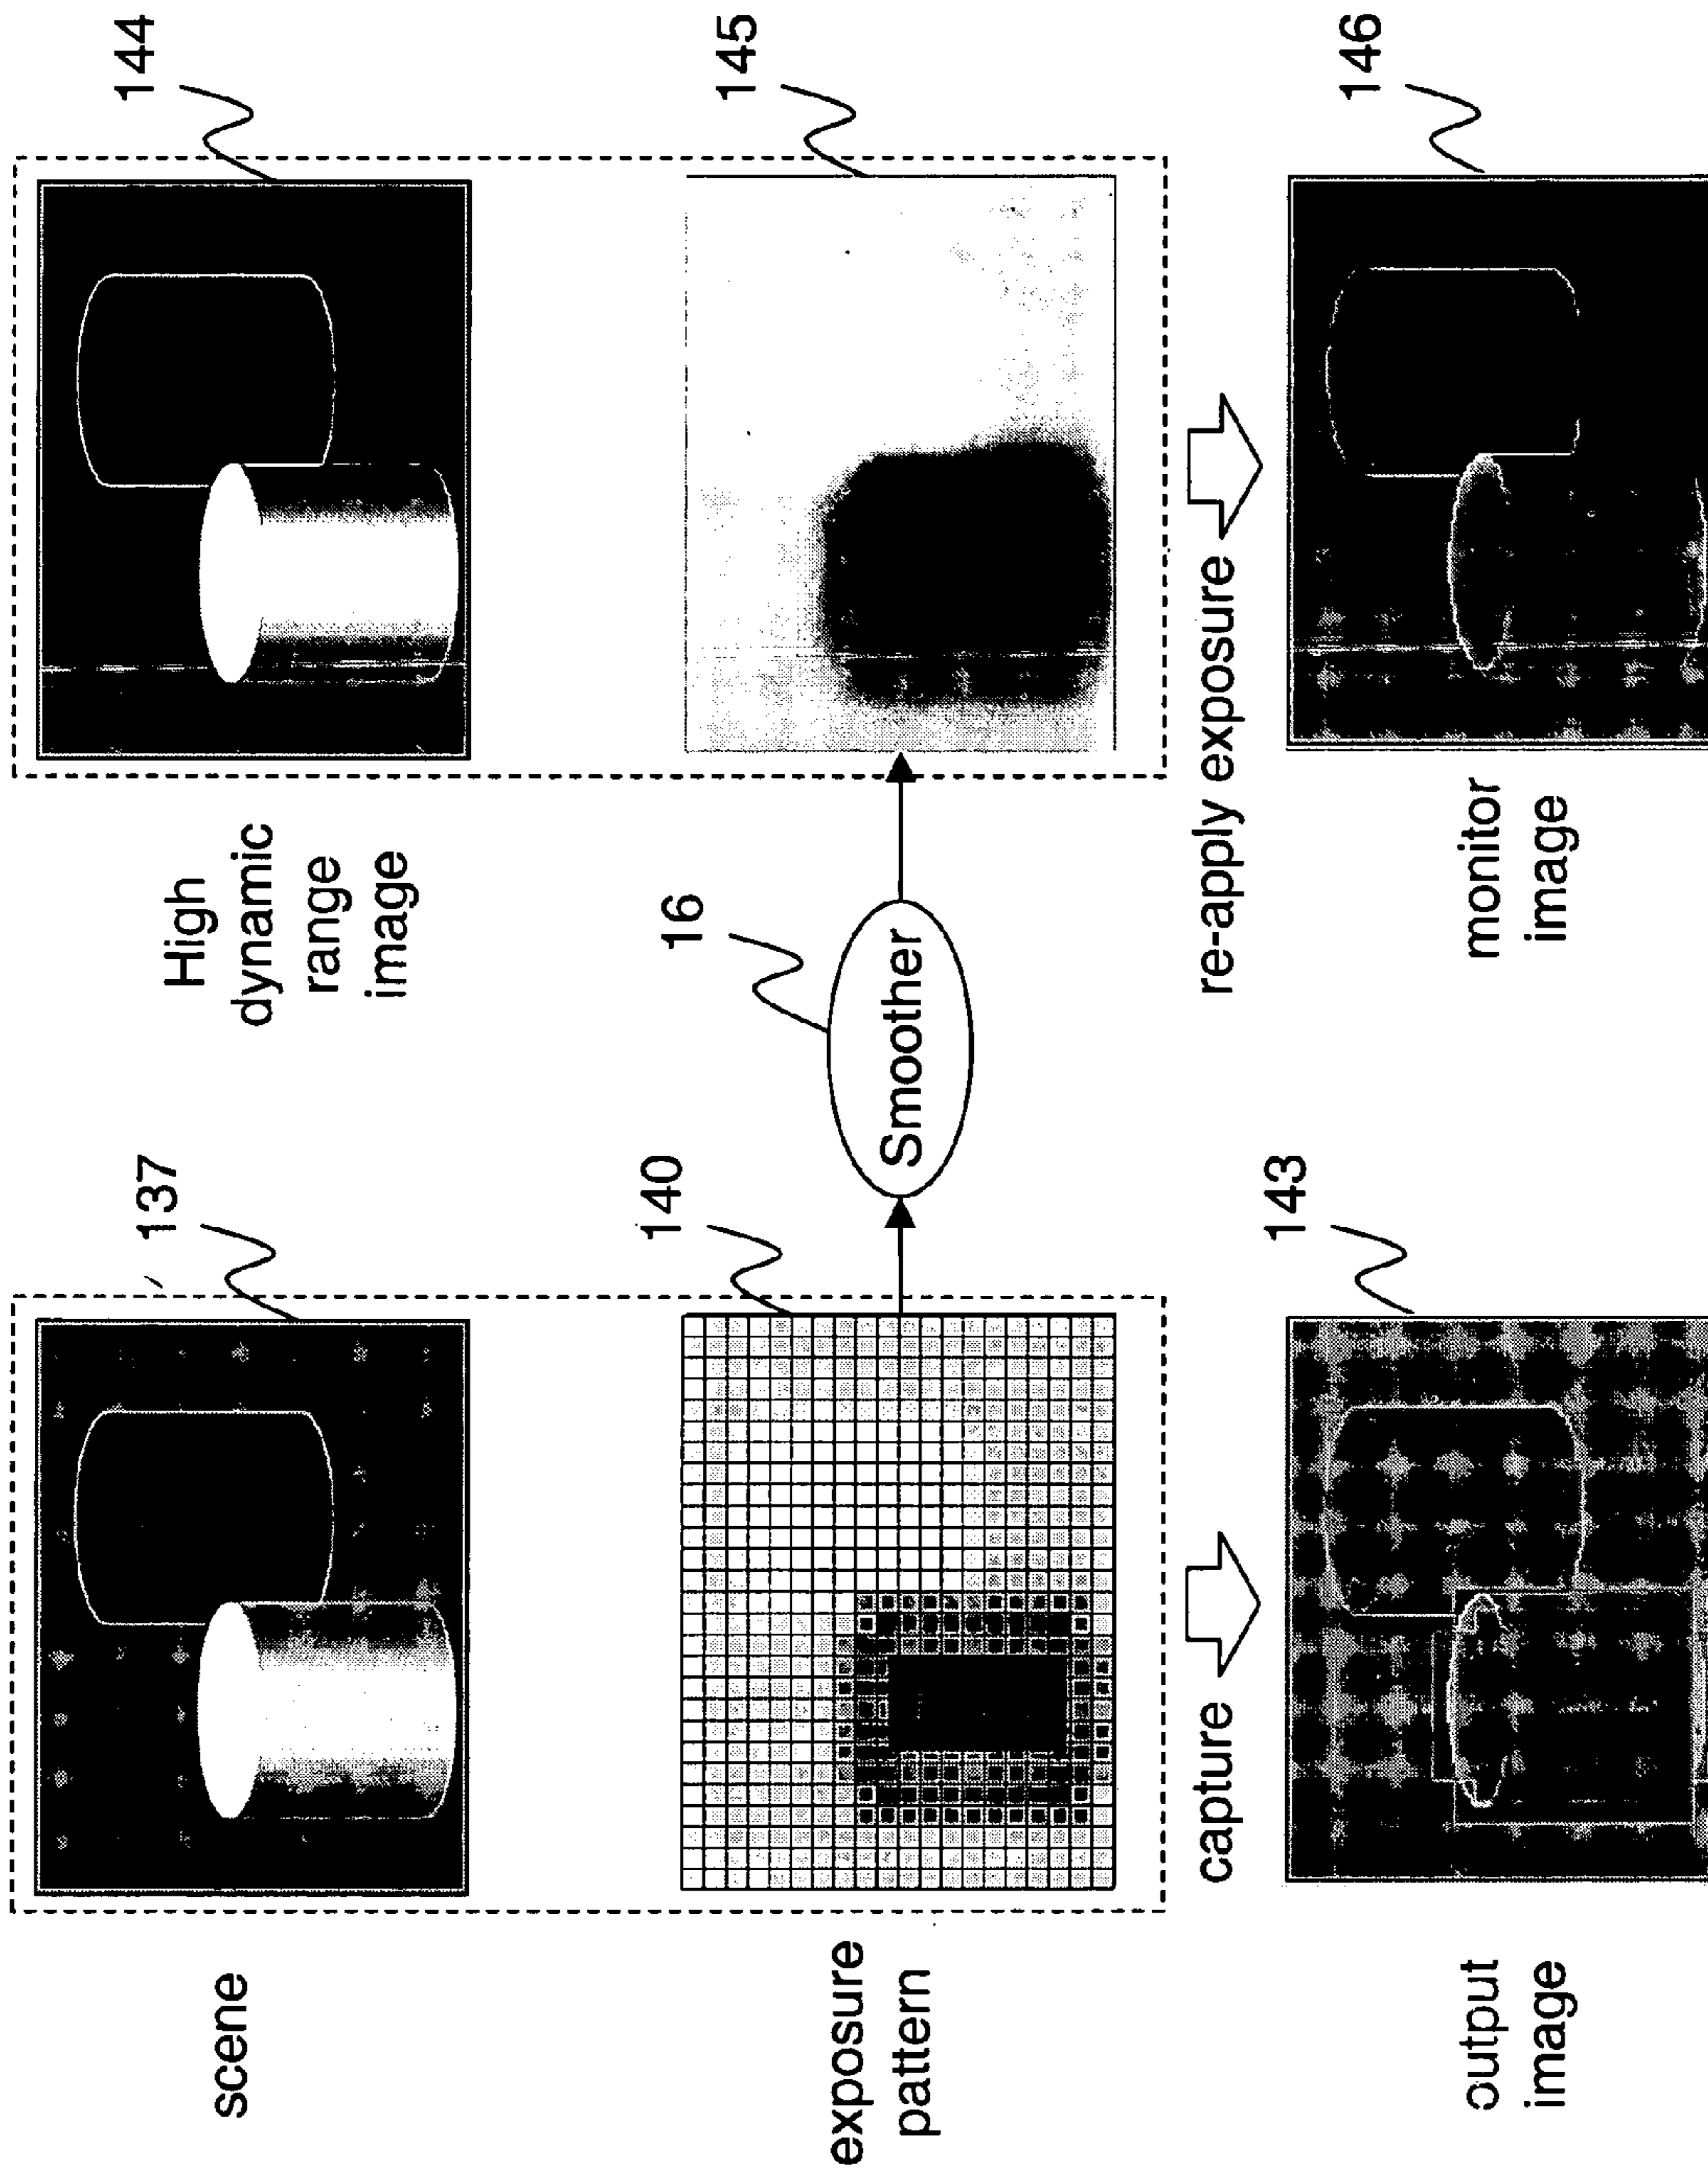 scene
137
High
dynamic
range
image
144
exposure
pattern
140
Smoother
16
145
capture
re-apply exposure
output
image
143
monitor
image
146